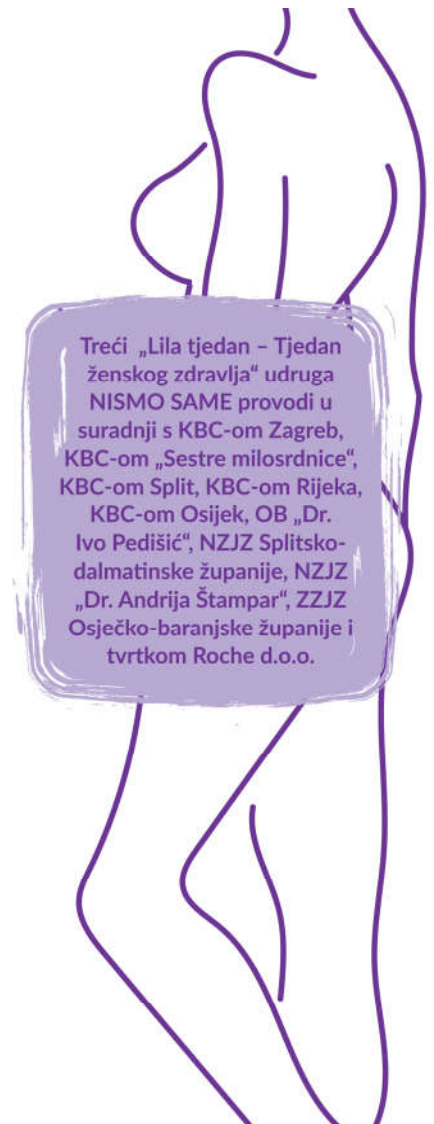 Treći „Lila tjedan – Tjedan
ženskog zdravlja“ udruga
NISMO SAME provodi u
suradnji s KBC-om Zagreb,
KBC-om „Sestre milosrdnice“,
KBC-om Split, KBC-om Rijeka,
KBC-om Osijek, OB „Dr.
Ivo Pedišić“, NZJZ Splitsko-
dalmatinske županije, NZJZ
„Dr. Andrija Štampar“, ZZJZ
Osječko-baranjske županije i
tvrtkom Roche d.o.o.